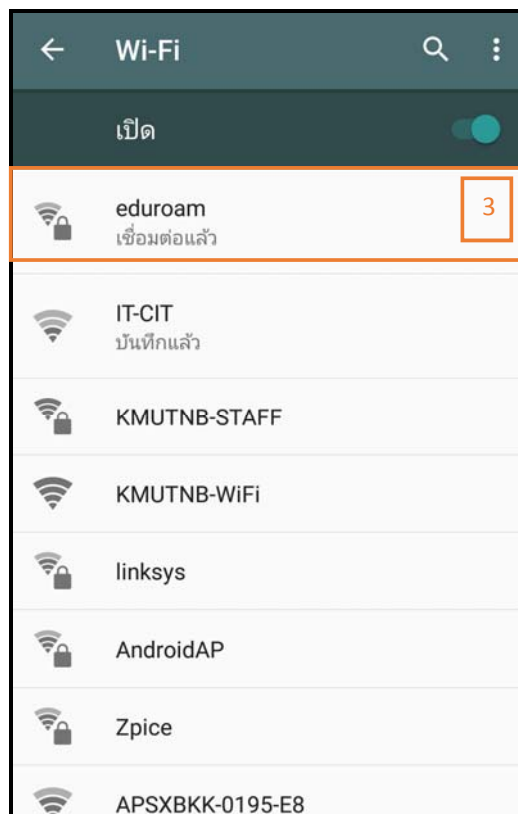 Wi-Fi
เปิด
eduroam
3
เชื่อมต่อแล้ว
IT-CIT
บันทึกแล้ว
KMUTNB-STAFF
KMUTNB-WiFi
linksys
AndroidAP
Zpice
APSXBKK-0195-E8